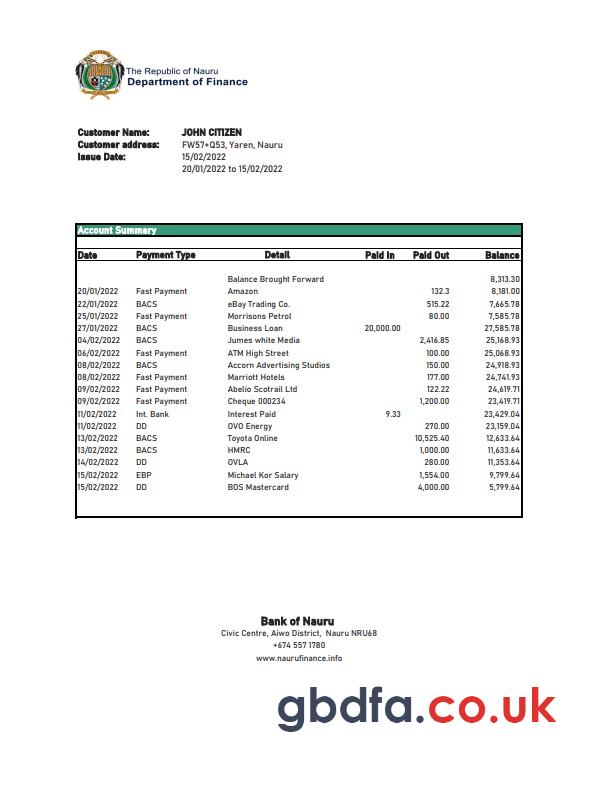 The Republic of Nauru
Department of Finance
Customer Name: JOHN CITIZEN
Customer address: FW57+Q53, Yaren, Nauru
Issue Date: 15/02/2022
20/01/2022 to 15/02/2022
Account Summary
Date Payment Type Detail Paid In Paid Out Balance
Balance Brought Forward 8,313.30
20/01/2022 Fast Payment Amazon 132.3 8,181.00
22/01/2022 BACS eBay Trading Co. 515.22 7,665.78
25/01/2022 Fast Payment Morrisons Petrol 80.00 7,585.78
27/01/2022 BACS Business Loan 20,000.00 27,585.78
04/02/2022 BACS Jumes white Media 2,416.85 25,168.93
06/02/2022 Fast Payment ATM High Street 100.00 25,068.93
08/02/2022 BACS Accorn Advertising Studios 150.00 24,918.93
08/02/2022 Fast Payment Marriott Hotels 177.00 24,741.93
09/02/2022 Fast Payment Abelio Scotrail Ltd 122.22 24,619.71
09/02/2022 Fast Payment Cheque 000234 1,200.00 23,419.71
11/02/2022 Int. Bank Interest Paid 9.33 23,429.04
11/02/2022 DD OVO Energy 270.00 23,159.04
13/02/2022 BACS Toyota Online 10,525.40 12,633.64
13/02/2022 BACS HMRC 1,000.00 11,633.64
14/02/2022 DD OVLA 280.00 11,353.64
15/02/2022 EBP Michael Kor Salary 1,554.00 9,799.64
15/02/2022 DD BOS Mastercard 4,000.00 5,799.64
Bank of Nauru
Civic Centre, Aiwo District, Nauru NRU68
+674 557 1780
www.naurufinance.info
gbdfa.co.uk